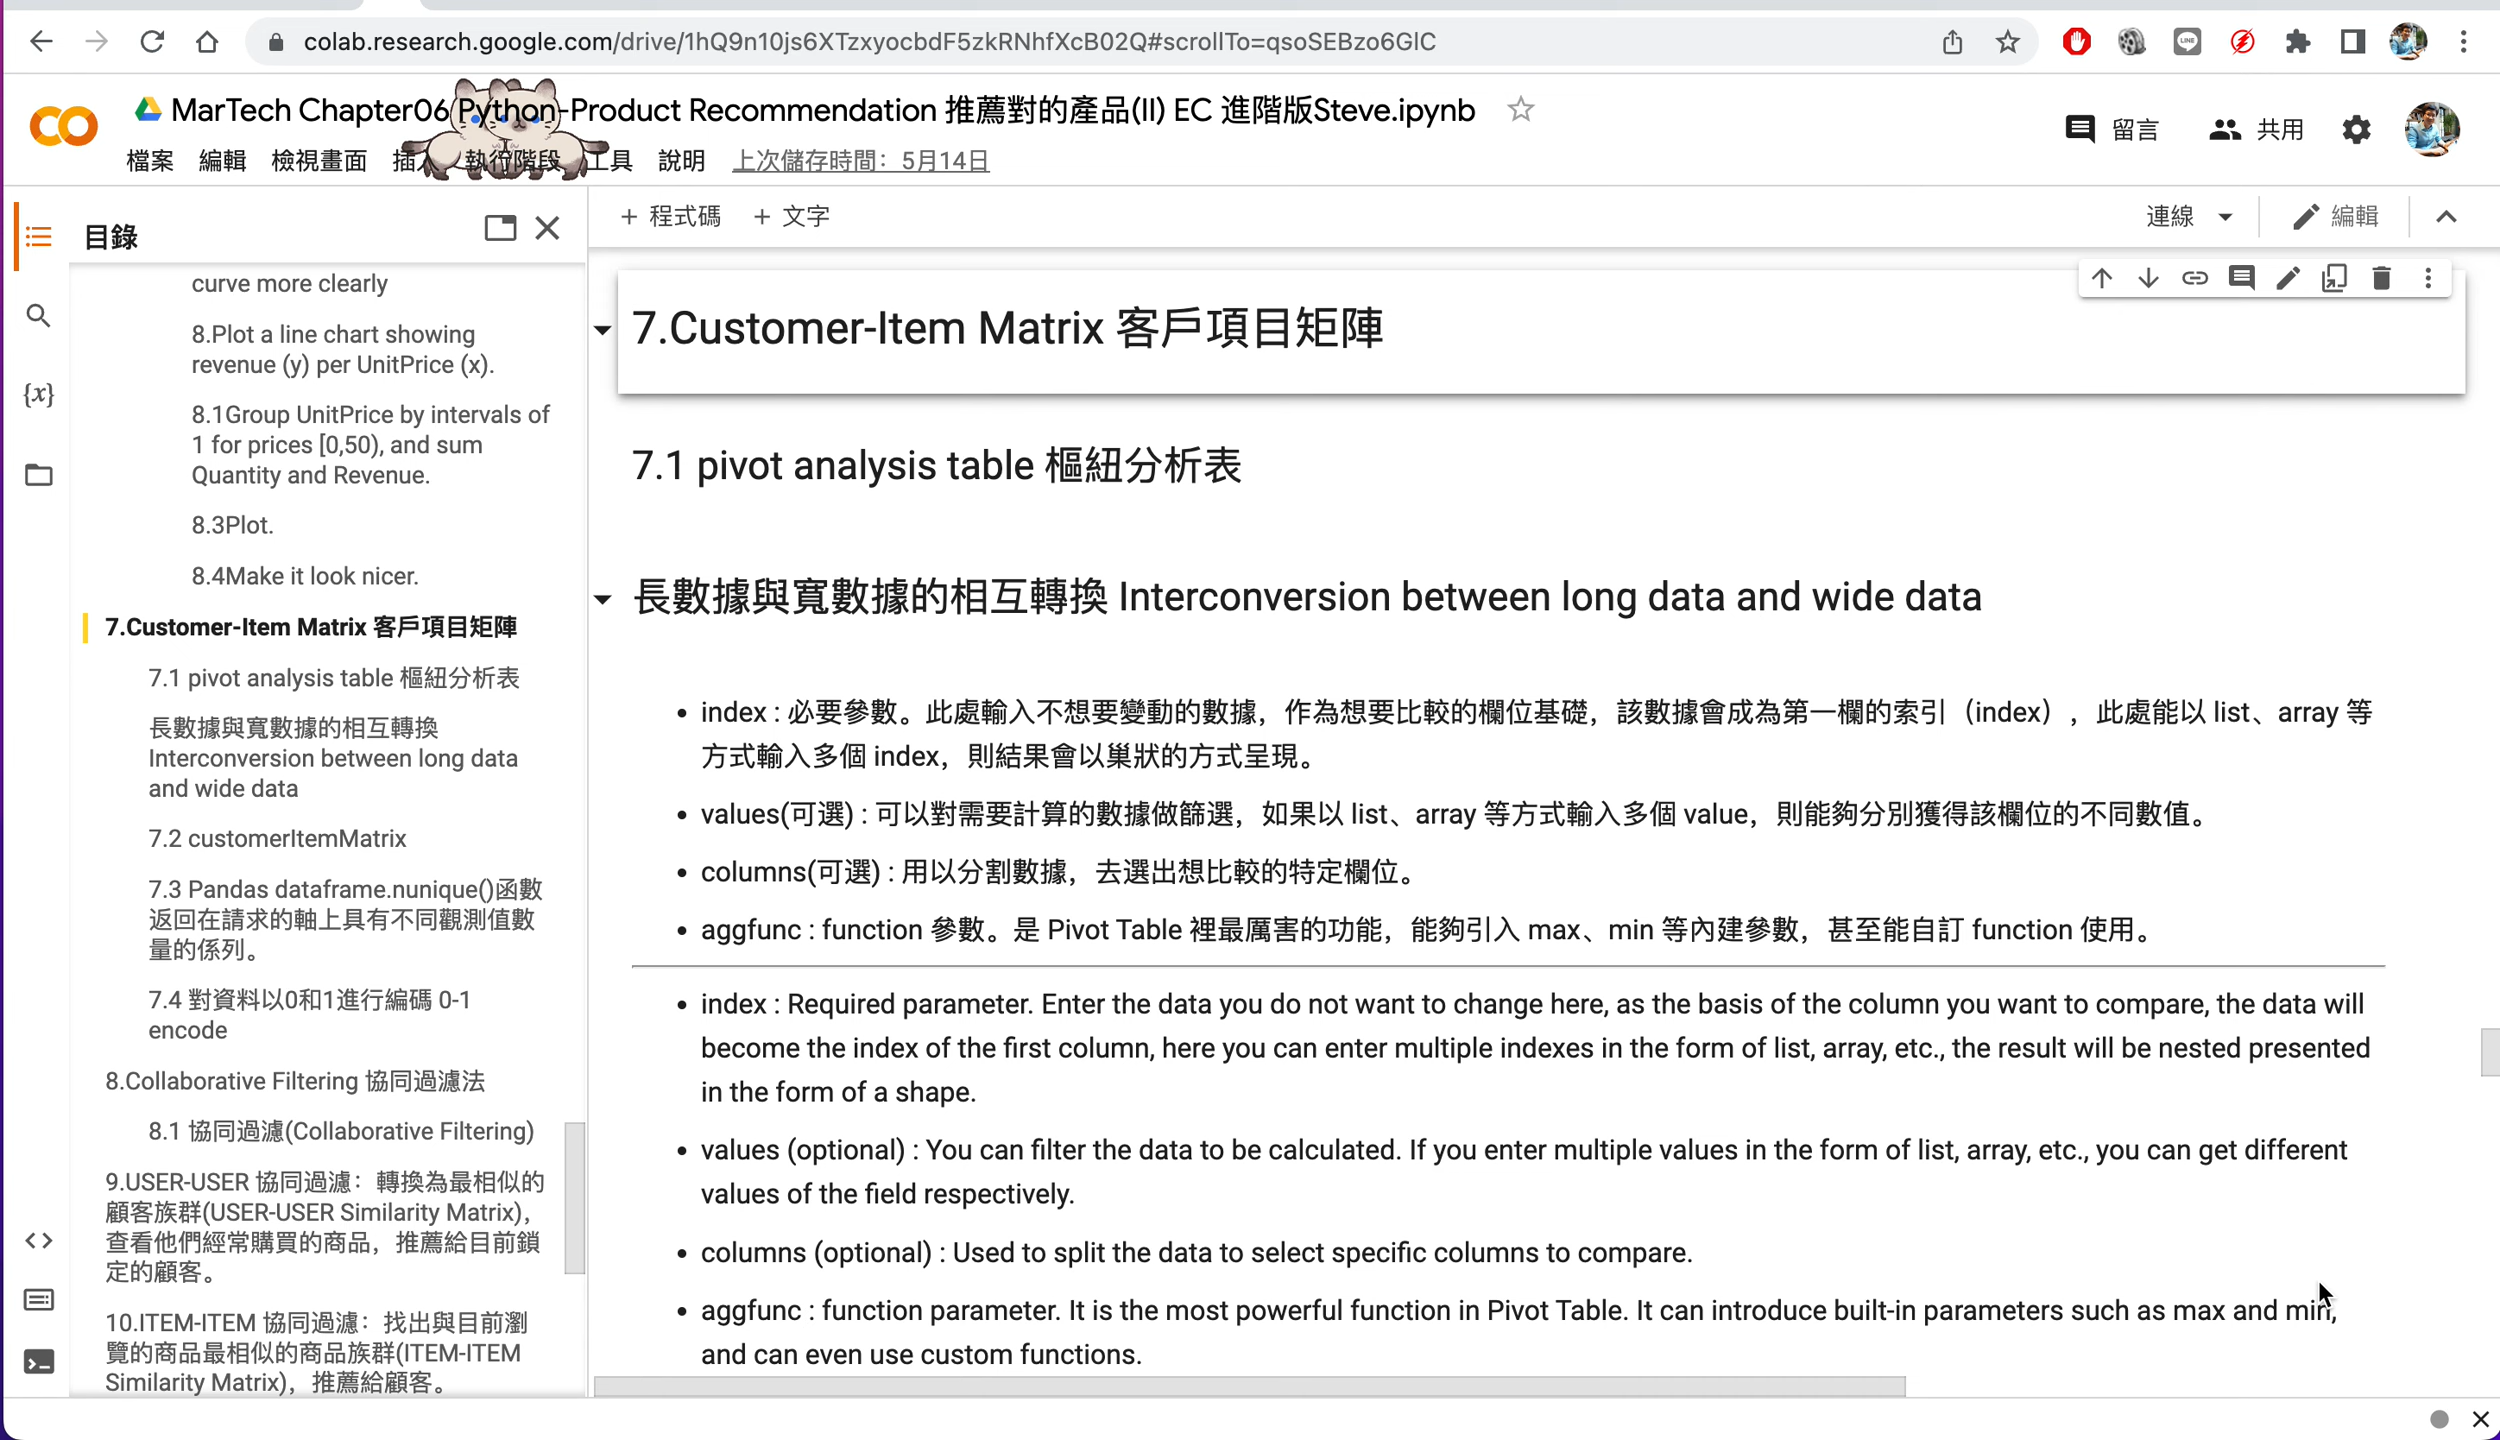 colab.research.google.com/drive/1hQ9n10js6XTzxyocbdF5zkRNhfXcB02Q#scrollTo=qsoSEBzo6GlC
MarTech Chapter06 Python-Product Recommendation 推薦對的產品(II) EC 進階版Steve.ipynb
留言
共用
檔案 編輯 檢視畫面 插入 執行階段 工具 說明 上次儲存時間：5月14日
目錄
+ 程式碼 + 文字
連線
編輯
curve more clearly
8.Plot a line chart showing
revenue (y) per UnitPrice (x).
8.1Group UnitPrice by intervals of
1 for prices [0,50), and sum
Quantity and Revenue.
8.3Plot.
8.4Make it look nicer.
7.Customer-Item Matrix 客戶項目矩陣
7.1 pivot analysis table 樞紐分析表
長數據與寬數據的相互轉換
Interconversion between long data
and wide data
7.2 customerItemMatrix
7.3 Pandas dataframe.nunique()函數
返回在請求的軸上具有不同觀測值數
量的係列。
7.4 對資料以0和1進行編碼 0-1
encode
8.Collaborative Filtering 協同過濾法
8.1 協同過濾(Collaborative Filtering)
9.USER-USER 協同過濾：轉換為最相似的
顧客族群(USER-USER Similarity Matrix)，
查看他們經常購買的商品，推薦給目前鎖
定的顧客。
10.ITEM-ITEM 協同過濾：找出與目前瀏
覽的商品最相似的商品族群(ITEM-ITEM
Similarity Matrix)，推薦給顧客。
7.Customer-Item Matrix 客戶項目矩陣
7.1 pivot analysis table 樞紐分析表
長數據與寬數據的相互轉換 Interconversion between long data and wide data
• index : 必要參數。此處輸入不想要變動的數據，作為想要比較的欄位基礎，該數據會成為第一欄的索引（index），此處能以 list、array 等
方式輸入多個 index，則結果會以巢狀的方式呈現。
• values(可選) : 可以對需要計算的數據做篩選，如果以 list、array 等方式輸入多個 value，則能夠分別獲得該欄位的不同數值。
• columns(可選) : 用以分割數據，去選出想比較的特定欄位。
• aggfunc : function 參數。是 Pivot Table 裡最厲害的功能，能夠引入 max、min 等內建參數，甚至能自訂 function 使用。
• index : Required parameter. Enter the data you do not want to change here, as the basis of the column you want to compare, the data will
become the index of the first column, here you can enter multiple indexes in the form of list, array, etc., the result will be nested presented
in the form of a shape.
• values (optional) : You can filter the data to be calculated. If you enter multiple values in the form of list, array, etc., you can get different
values of the field respectively.
• columns (optional) : Used to split the data to select specific columns to compare.
• aggfunc : function parameter. It is the most powerful function in Pivot Table. It can introduce built-in parameters such as max and min,
and can even use custom functions.